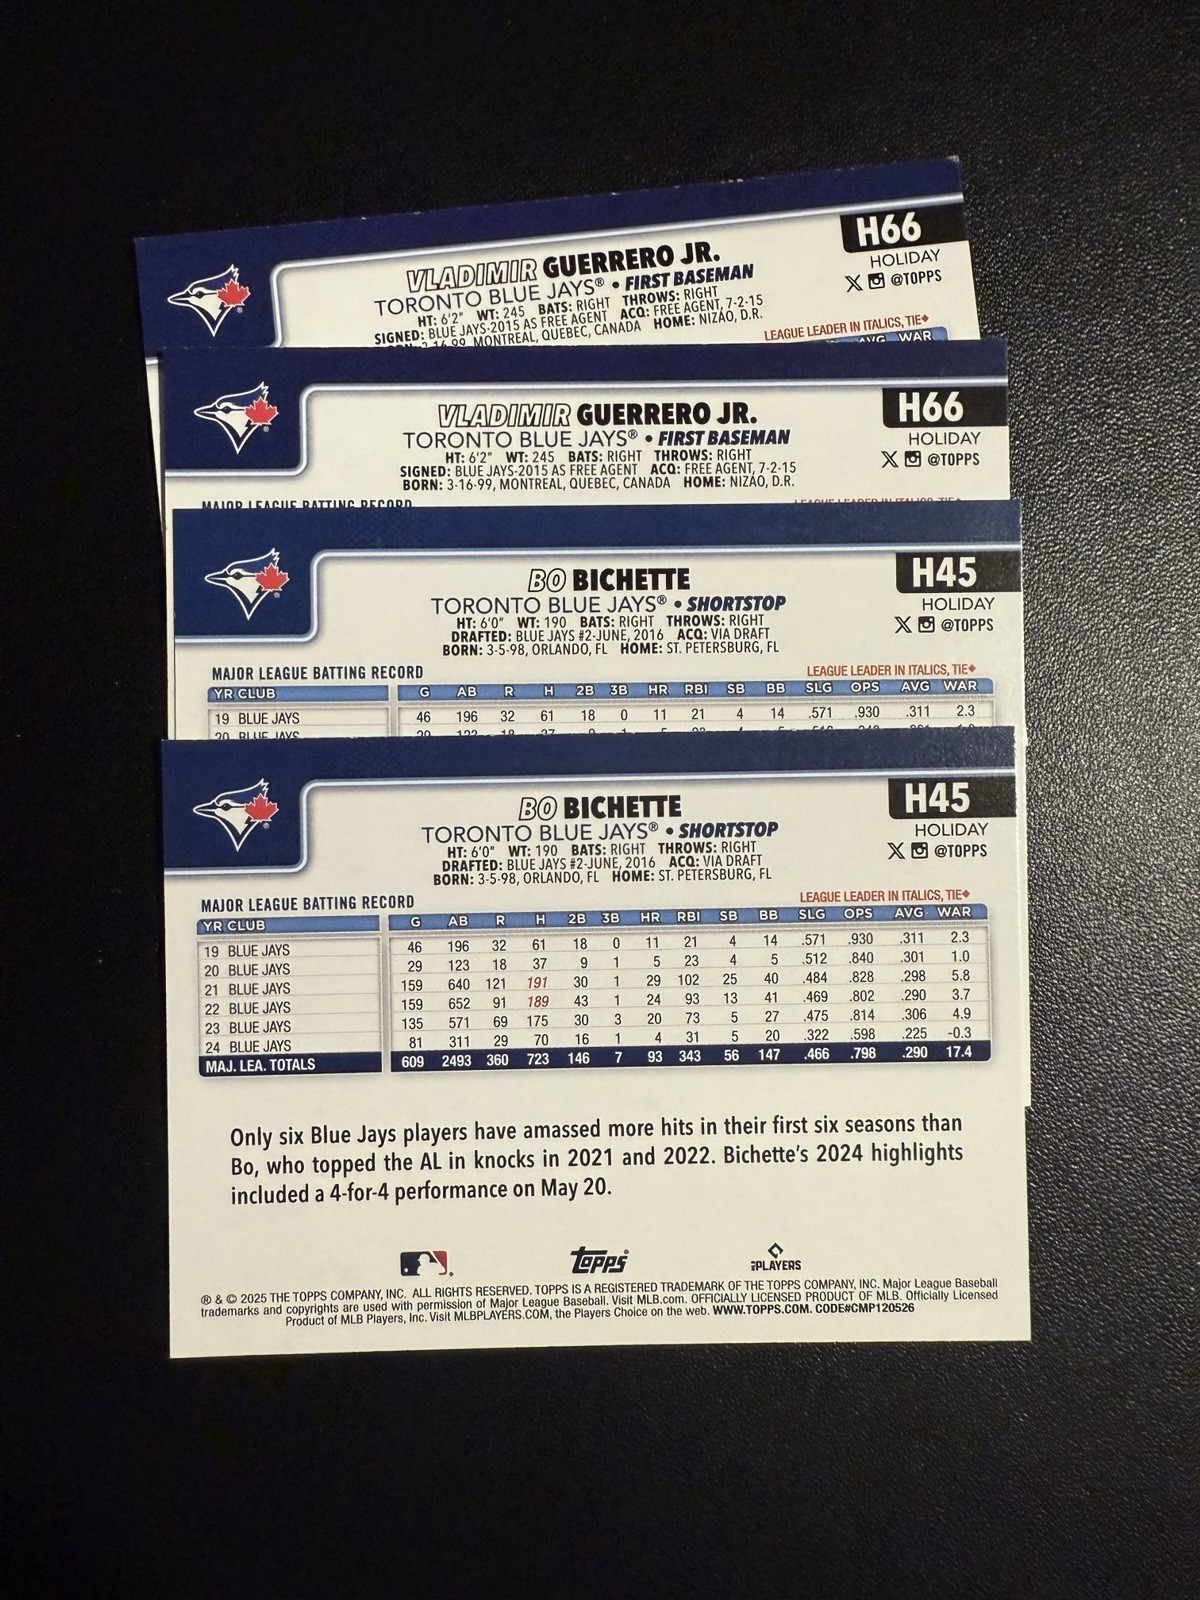 H66
VLADIMIR GUERRERO JR.
HOLIDAY
TORONTO BLUE JAYS® • FIRST BASEMAN
@TOPPS
HT: 6'2" WT: 245 BATS: RIGHT THROWS: RIGHT
SIGNED: BLUE JAYS-2015 AS FREE AGENT ACQ: FREE AGENT, 7-2-15
3-16-99, MONTREAL, QUEBEC, CANADA HOME: NIZAO, D.R.
LEAGUE LEADER IN ITALICS, TIE◆
AVG WAR
H66
VLADIMIR GUERRERO JR.
HOLIDAY
TORONTO BLUE JAYS® • FIRST BASEMAN
@TOPPS
HT: 6'2" WT: 245 BATS: RIGHT THROWS: RIGHT
SIGNED: BLUE JAYS-2015 AS FREE AGENT ACQ: FREE AGENT, 7-2-15
BORN: 3-16-99, MONTREAL, QUEBEC, CANADA HOME: NIZAO, D.R.
MAJOR LEAGUE BATTING RECORD LEAGUE LEADER IN ITALICS, TIE◆
H45
BO BICHETTE
HOLIDAY
TORONTO BLUE JAYS® • SHORTSTOP
@TOPPS
HT: 6'0" WT: 190 BATS: RIGHT THROWS: RIGHT
DRAFTED: BLUE JAYS #2-JUNE, 2016 ACQ: VIA DRAFT
BORN: 3-5-98, ORLANDO, FL HOME: ST. PETERSBURG, FL
MAJOR LEAGUE BATTING RECORD LEAGUE LEADER IN ITALICS, TIE◆
YR CLUB G AB R H 2B 3B HR RBI SB BB SLG OPS AVG WAR
19 BLUE JAYS 46 196 32 61 18 0 11 21 4 14 .571 .930 .311 2.3
20 BLUE JAYS
H45
BO BICHETTE
HOLIDAY
TORONTO BLUE JAYS® • SHORTSTOP
@TOPPS
HT: 6'0" WT: 190 BATS: RIGHT THROWS: RIGHT
DRAFTED: BLUE JAYS #2-JUNE, 2016 ACQ: VIA DRAFT
BORN: 3-5-98, ORLANDO, FL HOME: ST. PETERSBURG, FL
MAJOR LEAGUE BATTING RECORD LEAGUE LEADER IN ITALICS, TIE◆
YR CLUB G AB R H 2B 3B HR RBI SB BB SLG OPS AVG WAR
19 BLUE JAYS 46 196 32 61 18 0 11 21 4 14 .571 .930 .311 2.3
20 BLUE JAYS 29 123 18 37 9 1 5 23 4 5 .512 .840 .301 1.0
21 BLUE JAYS 159 640 121 191 30 1 29 102 25 40 .484 .828 .298 5.8
22 BLUE JAYS 159 652 91 189 43 1 24 93 13 41 .469 .802 .290 3.7
23 BLUE JAYS 135 571 69 175 30 3 20 73 5 27 .475 .814 .306 4.9
24 BLUE JAYS 81 311 29 70 16 1 4 31 5 20 .322 .598 .225 -0.3
MAJ. LEA. TOTALS 609 2493 360 723 146 7 93 343 56 147 .466 .798 .290 17.4
Only six Blue Jays players have amassed more hits in their first six seasons than
Bo, who topped the AL in knocks in 2021 and 2022. Bichette's 2024 highlights
included a 4-for-4 performance on May 20.
topps PLAYERS
® & © 2025 THE TOPPS COMPANY, INC. ALL RIGHTS RESERVED. TOPPS IS A REGISTERED TRADEMARK OF THE TOPPS COMPANY, INC. Major League Baseball
trademarks and copyrights are used with permission of Major League Baseball. Visit MLB.com. OFFICIALLY LICENSED PRODUCT OF MLB. Officially Licensed
Product of MLB Players, Inc. Visit MLBPLAYERS.COM, the Players Choice on the web. WWW.TOPPS.COM. CODE#CMP120526